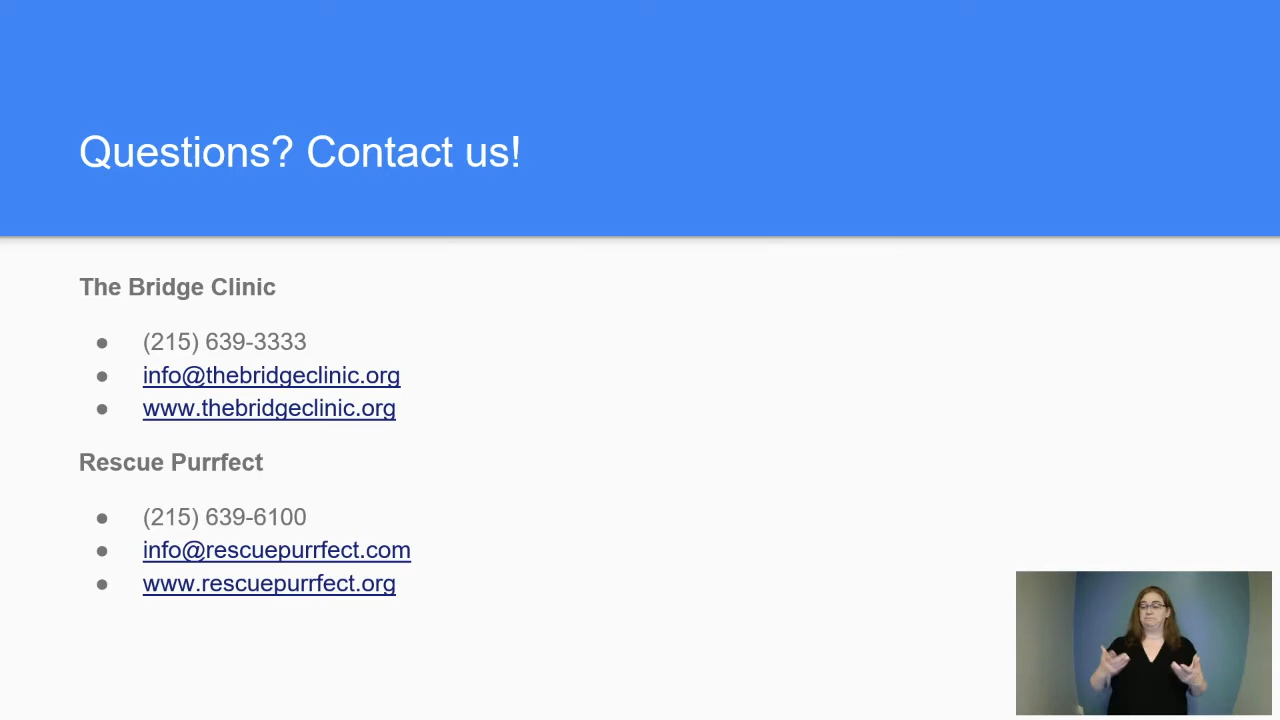 Questions? Contact us!
The Bridge Clinic
● (215) 639-3333
● info@thebridgeclinic.org
● www.thebridgeclinic.org
Rescue Purrfect
● (215) 639-6100
● info@rescuepurrfect.com
● www.rescuepurrfect.org